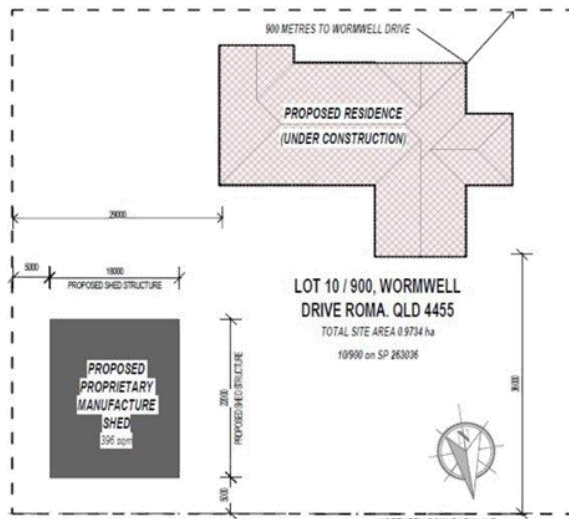 900 METRES TO WORMWELL DRIVE
PROPOSED RESIDENCE
(UNDER CONSTRUCTION)
29000
5000
18000
PROPOSED SHED STRUCTURE
LOT 10 / 900, WORMWELL
DRIVE ROMA. QLD 4455
TOTAL SITE AREA 0.9734 ha
10/900 on SP 263036
PROPOSED
PROPRIETARY
MANUFACTURE
SHED
396 sqm
22000
PROPOSED SHED STRUCTURE
5000
N